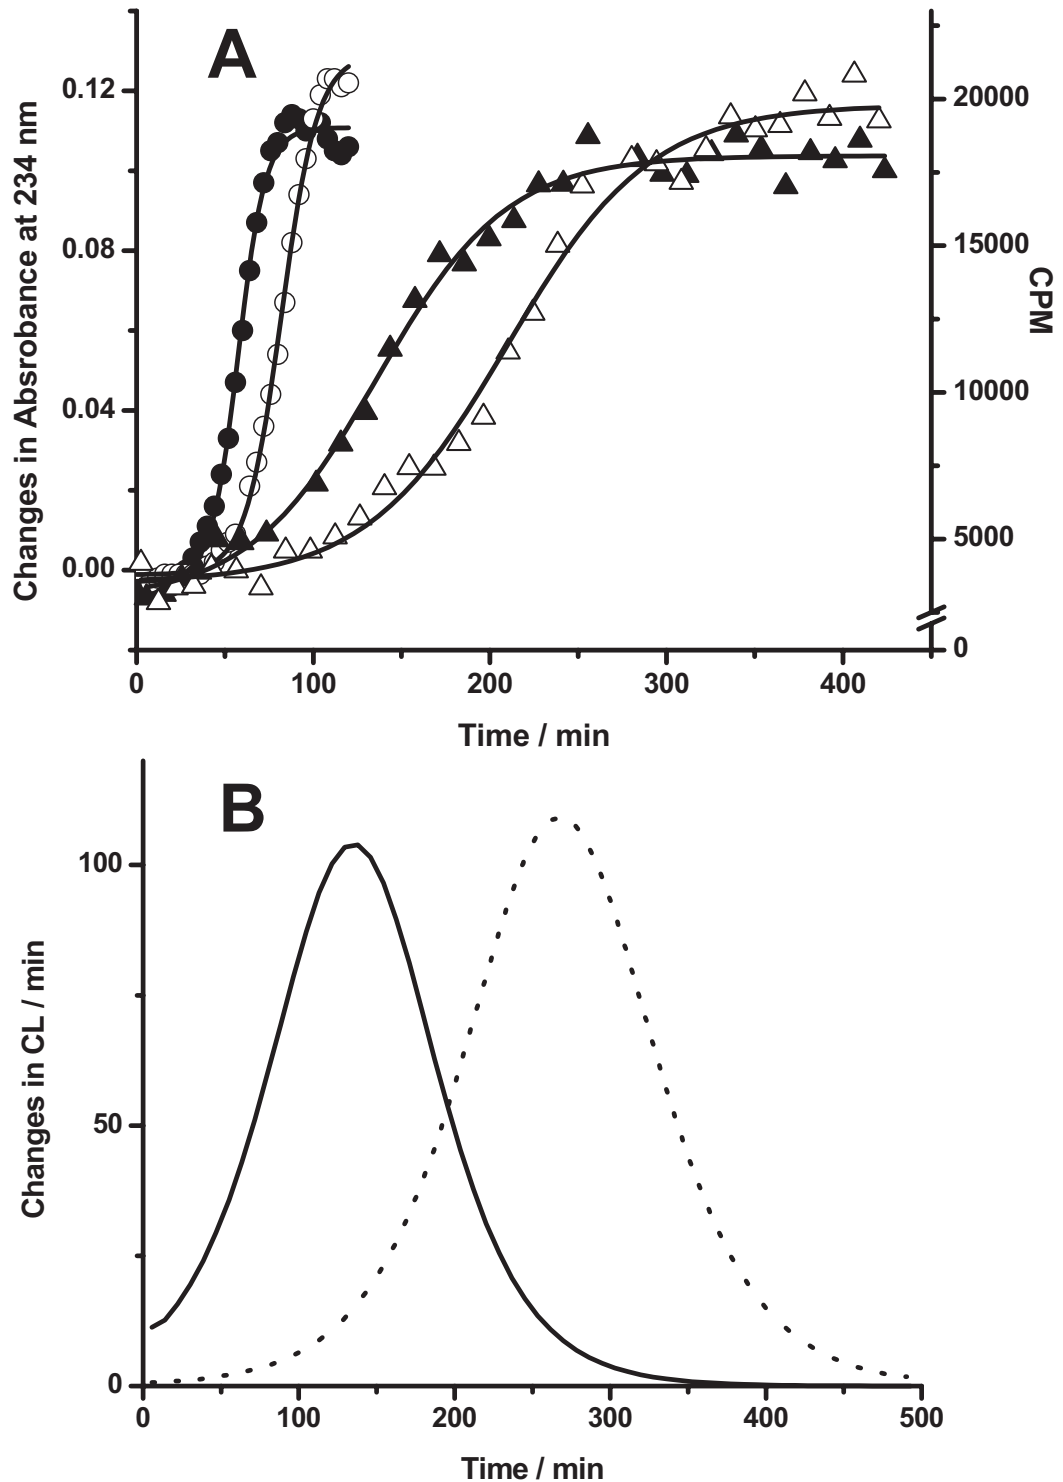 A
Changes in Absrobance at 234 nm
0.12
0.08
0.04
0.00
20000
15000
10000
5000
0
CPM
0 100 200 300 400
Time / min
B
Changes in CL / min
100
50
0
0 100 200 300 400 500
Time / min